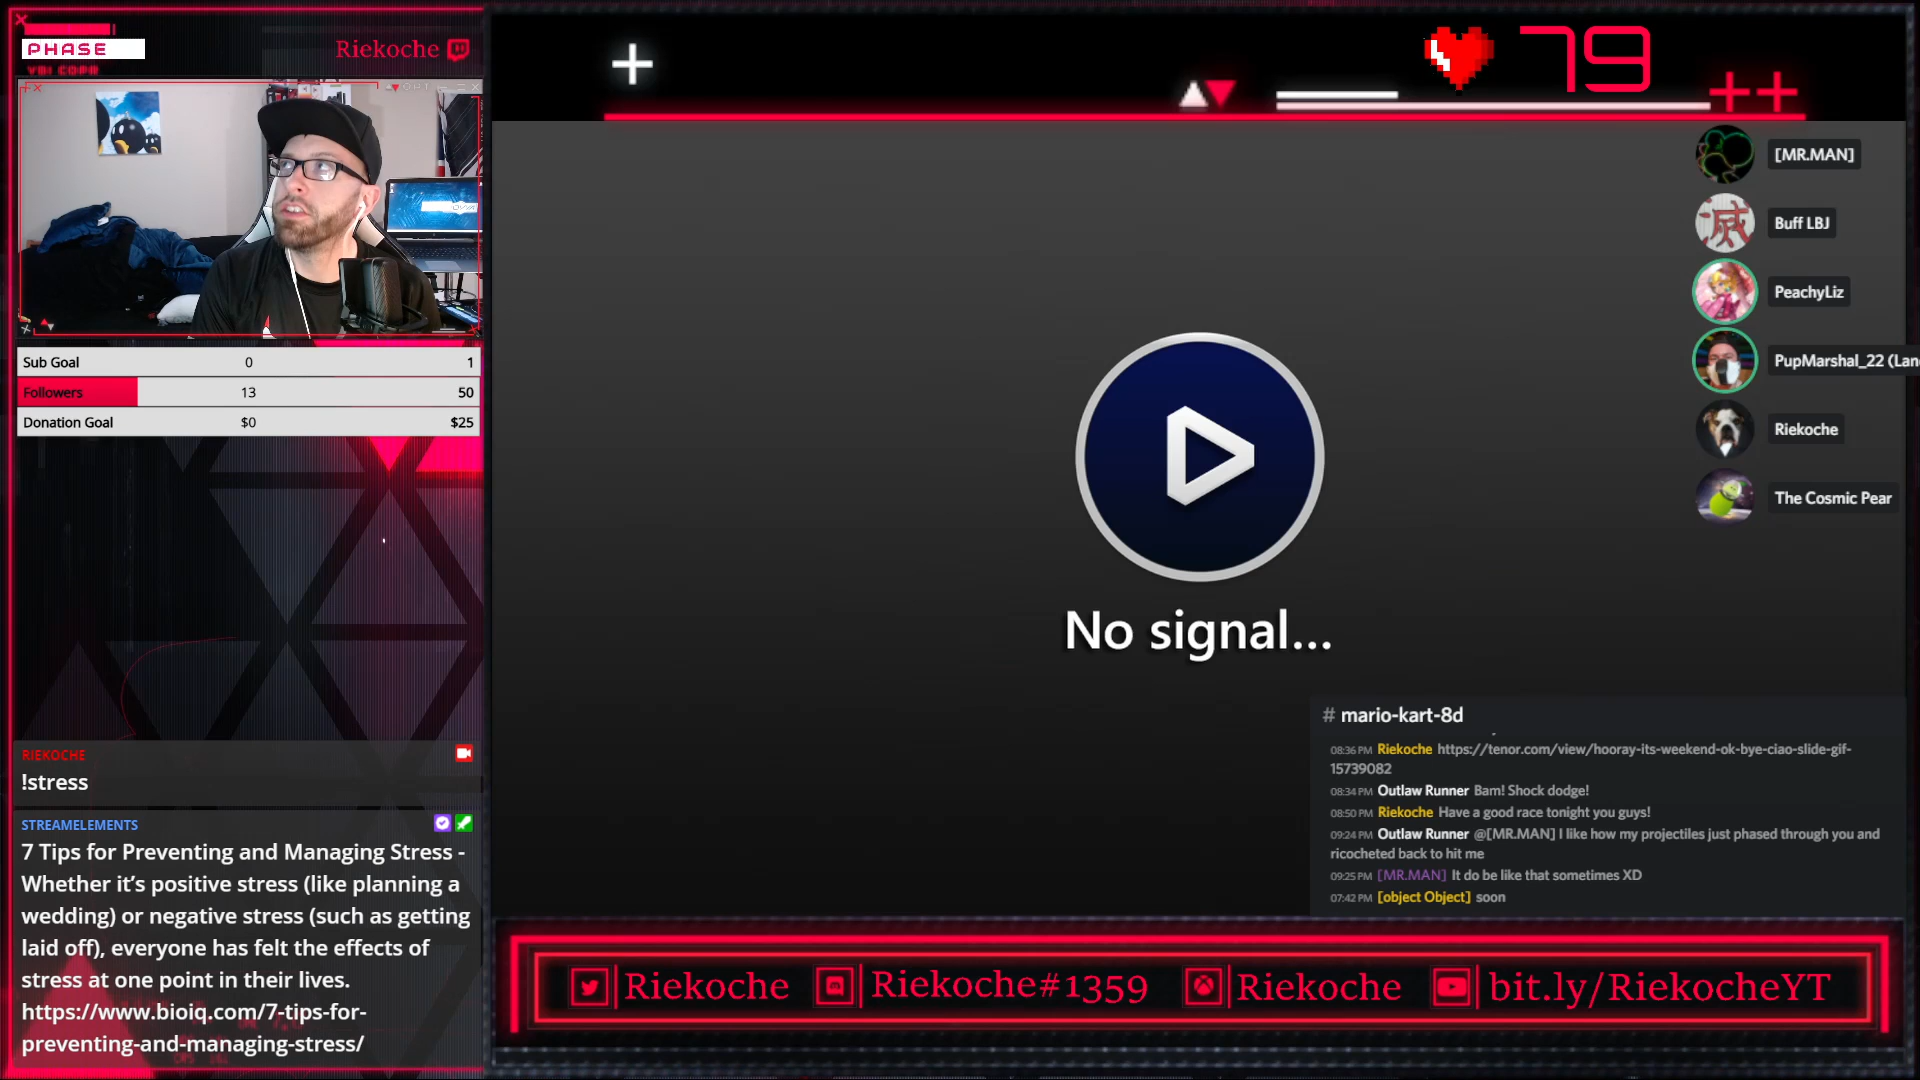 PHASE
Riekoche
79
Sub Goal 0 1
Followers 13 50
Donation Goal $0 $25
[MR.MAN]
Buff LBJ
PeachyLiz
PupMarshal_22 (Lan
Riekoche
The Cosmic Pear
No signal...
RIEKOCHE
!stress
STREAMELEMENTS
7 Tips for Preventing and Managing Stress -
Whether it’s positive stress (like planning a
wedding) or negative stress (such as getting
laid off), everyone has felt the effects of
stress at one point in their lives.
https://www.bioiq.com/7-tips-for-
preventing-and-managing-stress/
# mario-kart-8d
08:36 PM Riekoche https://tenor.com/view/hooray-its-weekend-ok-bye-ciao-slide-gif-
15739082
08:34 PM Outlaw Runner Bam! Shock dodge!
08:50 PM Riekoche Have a good race tonight you guys!
09:24 PM Outlaw Runner @[MR.MAN] I like how my projectiles just phased through you and
ricocheted back to hit me
09:25 PM [MR.MAN] It do be like that sometimes XD
07:42 PM [object Object] soon
Riekoche Riekoche#1359 Riekoche bit.ly/RiekocheYT